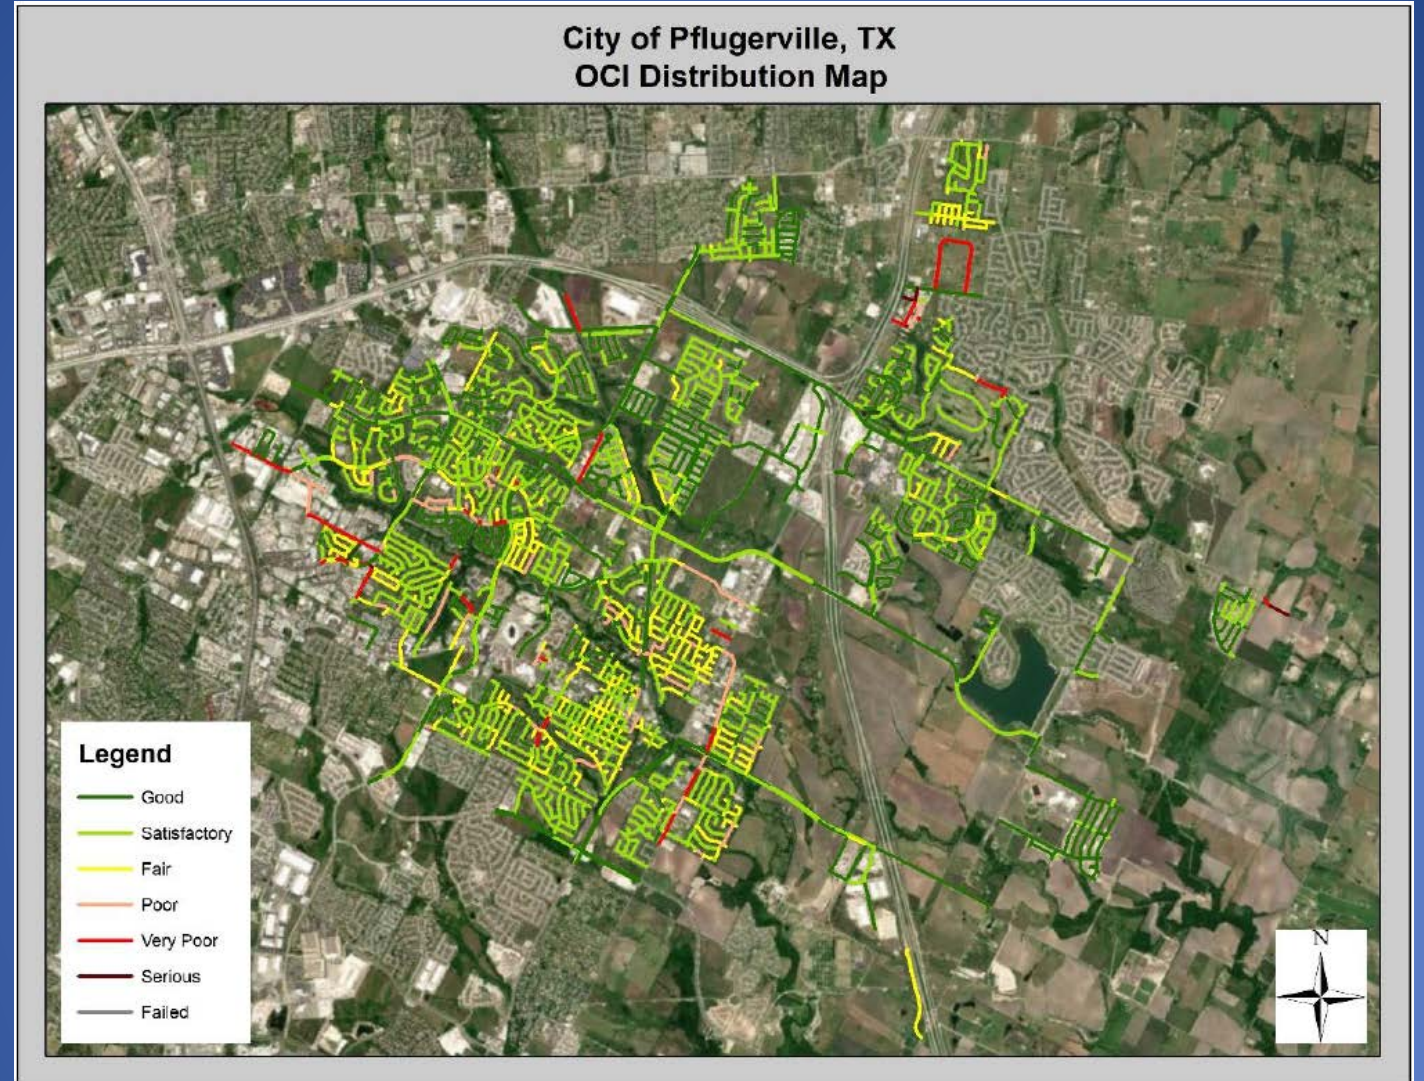 City of Pflugerville, TX
OCI Distribution Map
Legend
Good
Satisfactory
Fair
Poor
Very Poor
Serious
Failed
N